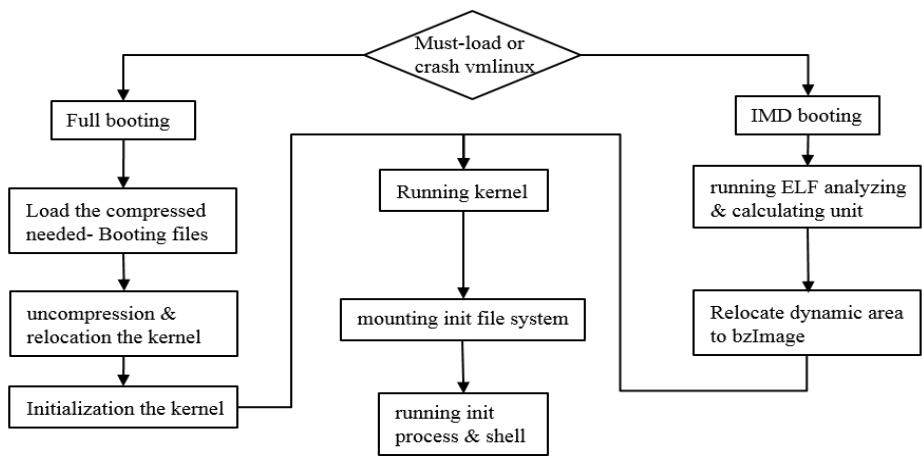 Must-load or
crash vmlinux
Full booting
Load the compressed
needed- Booting files
uncompression &
relocation the kernel
Initialization the kernel
Running kernel
mounting init file system
running init
process & shell
IMD booting
running ELF analyzing
& calculating unit
Relocate dynamic area
to bzImage